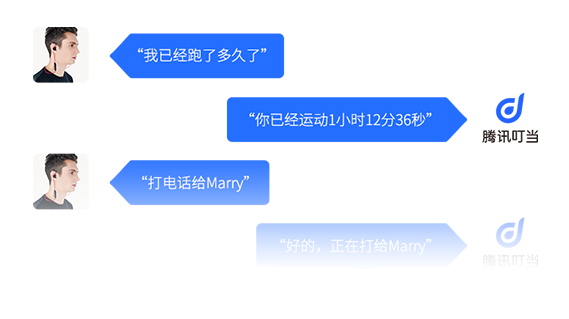 “我已经跑了多久了”
“你已经运动1小时12分36秒”
腾讯叮当
“打电话给Marry”
“好的，正在打给Marry”
腾讯叮当